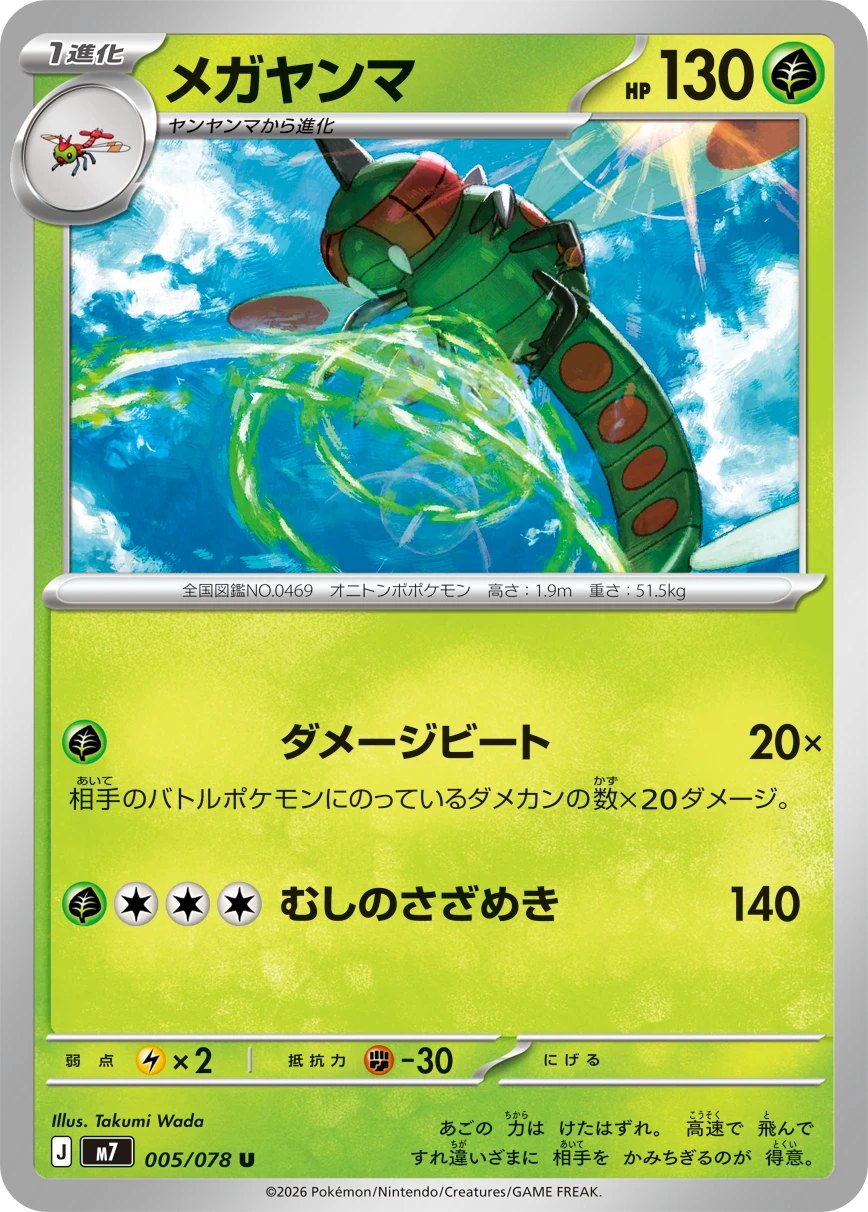 1進化
メガヤンマ
HP 130
ヤンヤンマから進化
全国図鑑NO.0469 オニトンボポケモン 高さ:1.9m 重さ:51.5kg
ダメージビート 20×
相手のバトルポケモンにのっているダメカンの数×20ダメージ。
むしのさざめき 140
弱点 ×2 抵抗力 -30 にげる
Illus. Takumi Wada
あごの 力は けたはずれ。 高速で 飛んで
すれ違いざまに 相手を かみちぎるのが 得意。
J m7 005/078 U
©2026 Pokémon/Nintendo/Creatures/GAME FREAK.